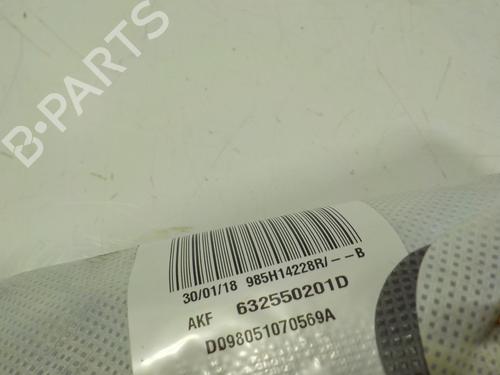 B-PARTS
30/01/18 985H14228R/--B
AKF 632550201D
D098051070569A